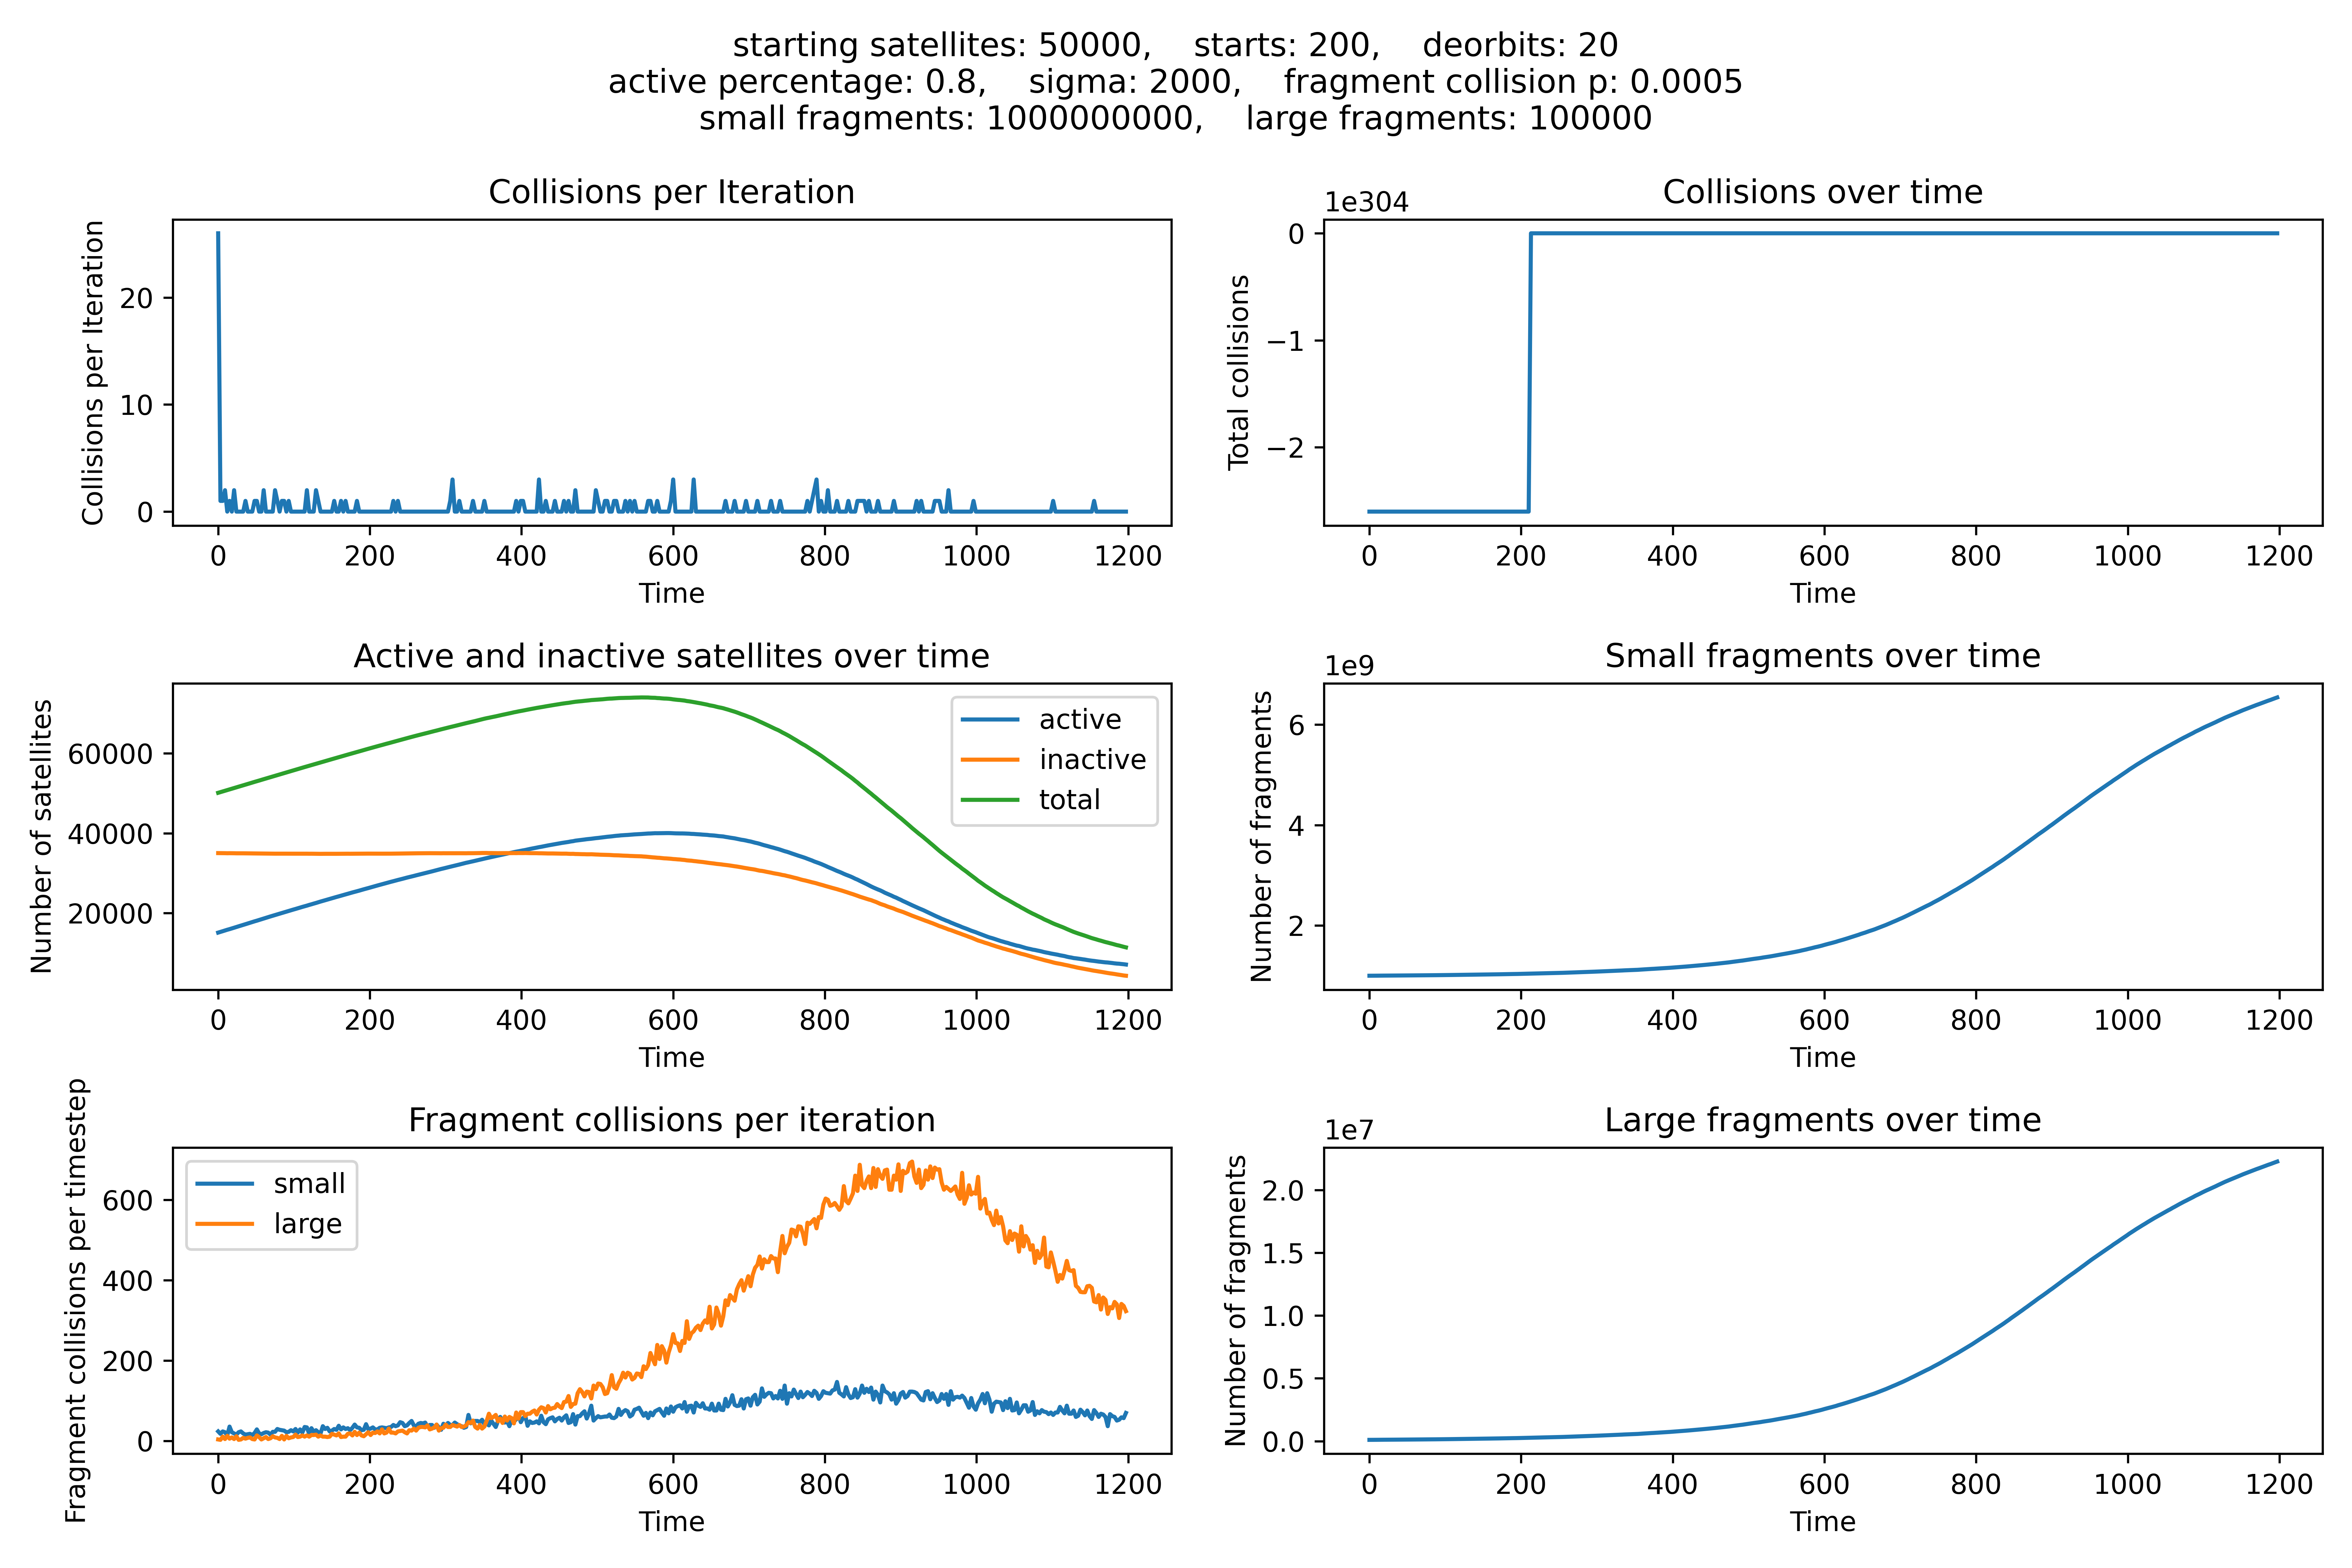 starting satellites: 50000,    starts: 200,    deorbits: 20
active percentage: 0.8,    sigma: 2000,    fragment collision p: 0.0005
small fragments: 1000000000,    large fragments: 100000
Collisions per Iteration
Collisions per Iteration
20
10
0
0 200 400 600 800 1000 1200
Time
Collisions over time
1e304
Total collisions
0
−1
−2
0 200 400 600 800 1000 1200
Time
Active and inactive satellites over time
Number of satellites
60000
40000
20000
active
inactive
total
0 200 400 600 800 1000 1200
Time
Small fragments over time
1e9
Number of fragments
6
4
2
0 200 400 600 800 1000 1200
Time
Fragment collisions per iteration
Fragment collisions per timestep
600
400
200
0
small
large
0 200 400 600 800 1000 1200
Time
Large fragments over time
1e7
Number of fragments
2.0
1.5
1.0
0.5
0.0
0 200 400 600 800 1000 1200
Time